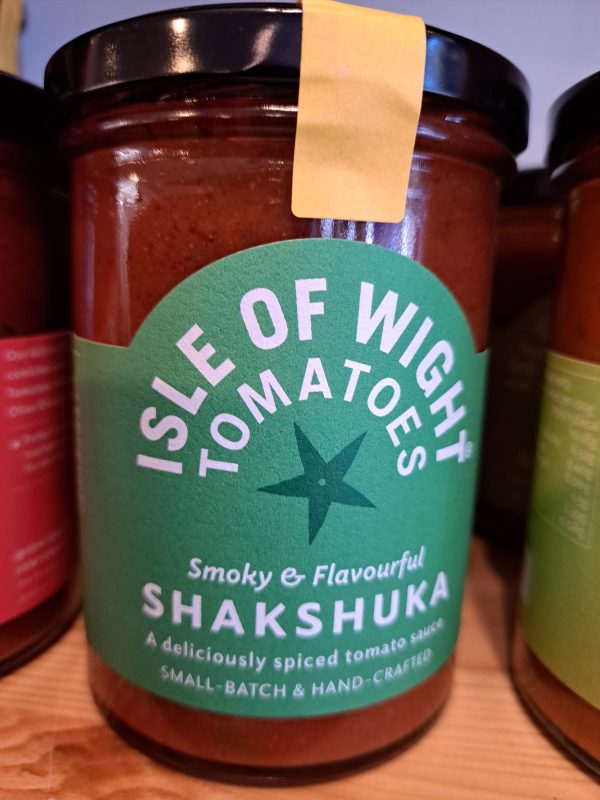 ISLE OF WIGHT®
TOMATOES
Smoky & Flavourful
SHAKSHUKA
A deliciously spiced tomato sauce
SMALL-BATCH & HAND-CRAFTED